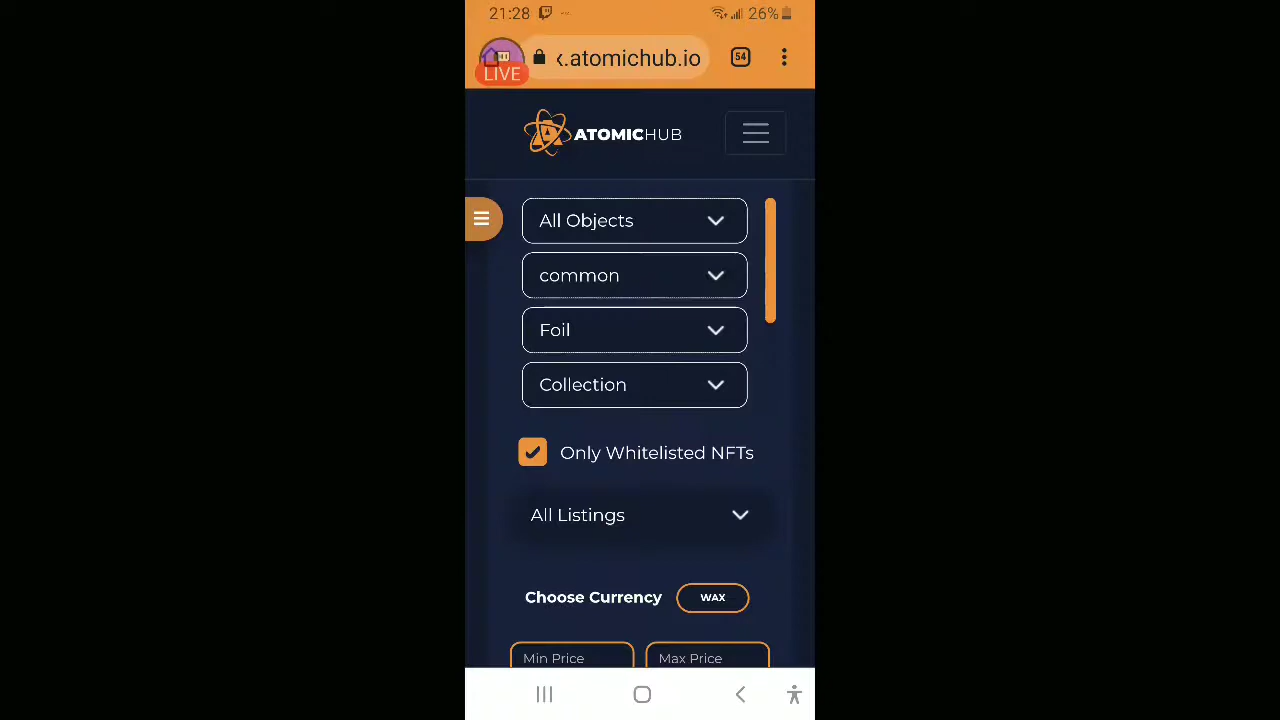 21:28 26%
LIVE
x.atomichub.io 54
ATOMICHUB
All Objects
common
Foil
Collection
Only Whitelisted NFTs
All Listings
Choose Currency WAX
Min Price Max Price